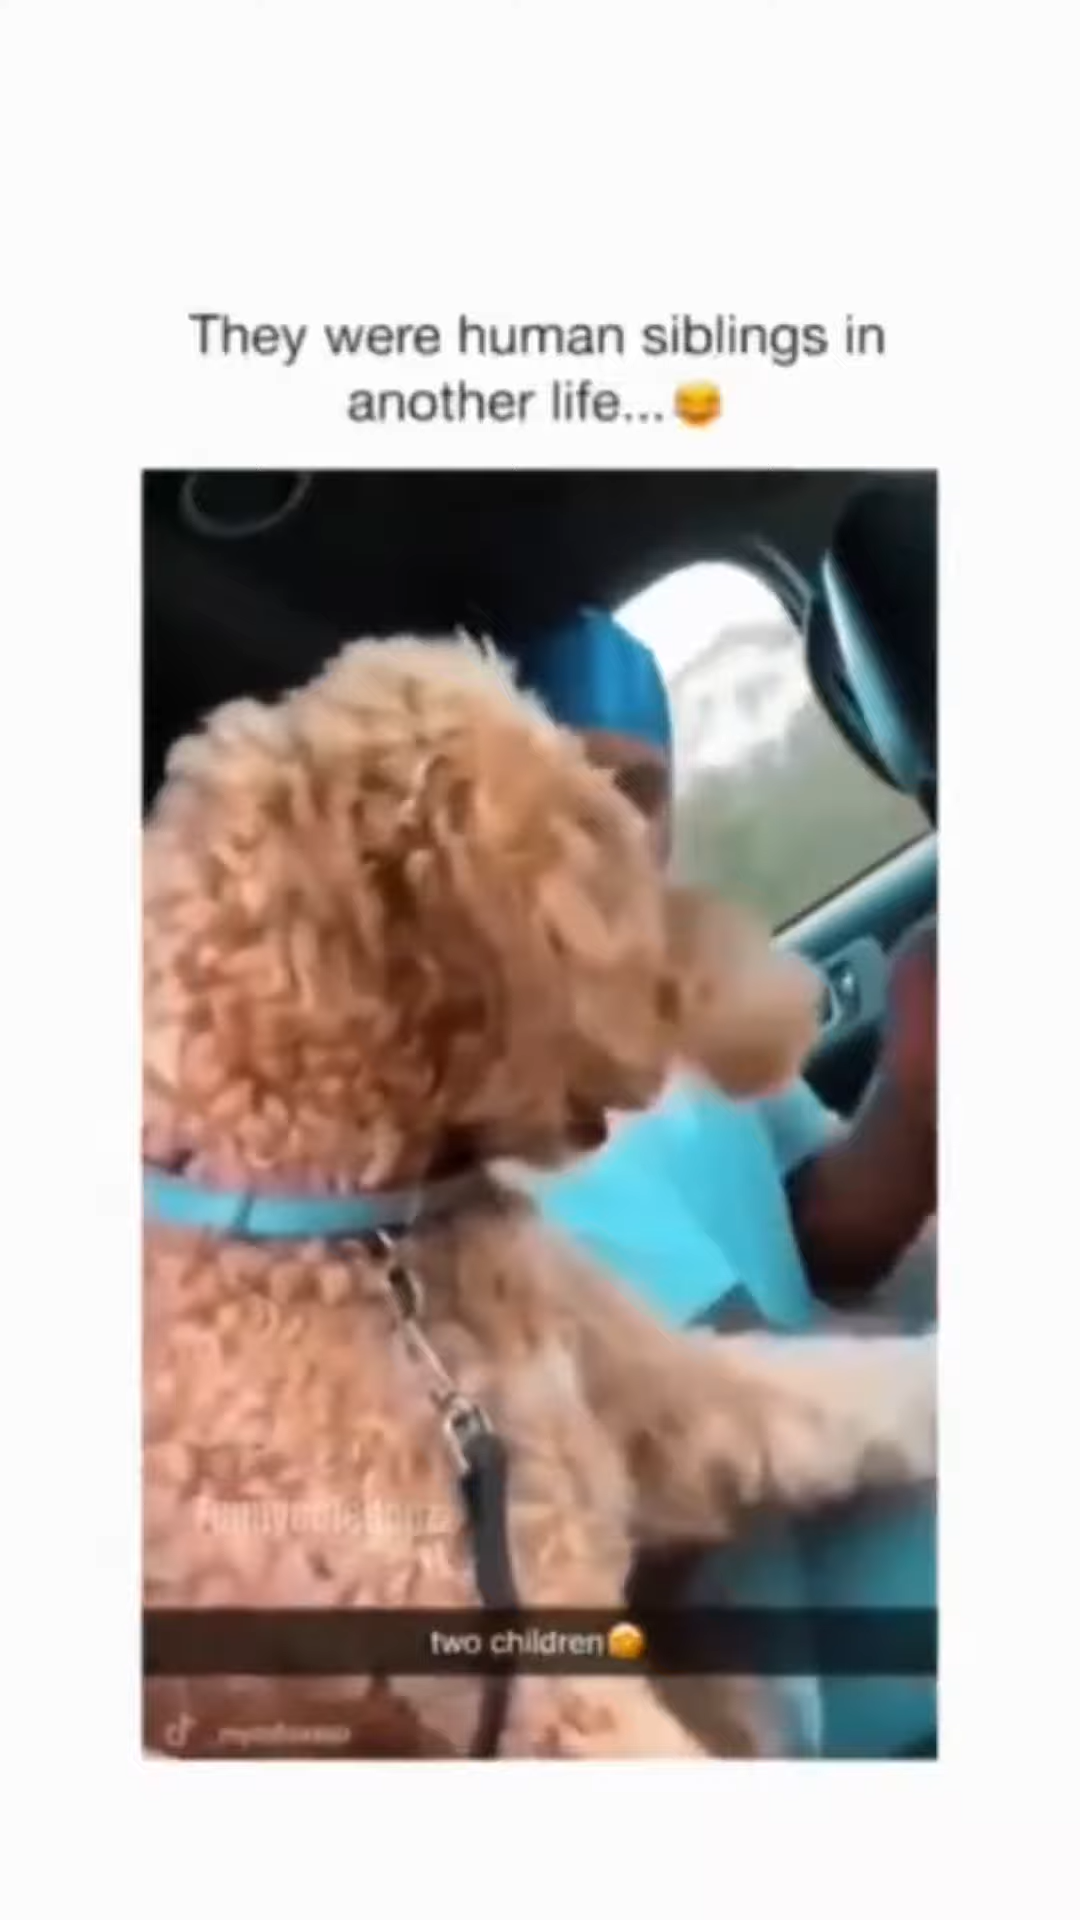 They were human siblings in
another life...😄
two children🥺